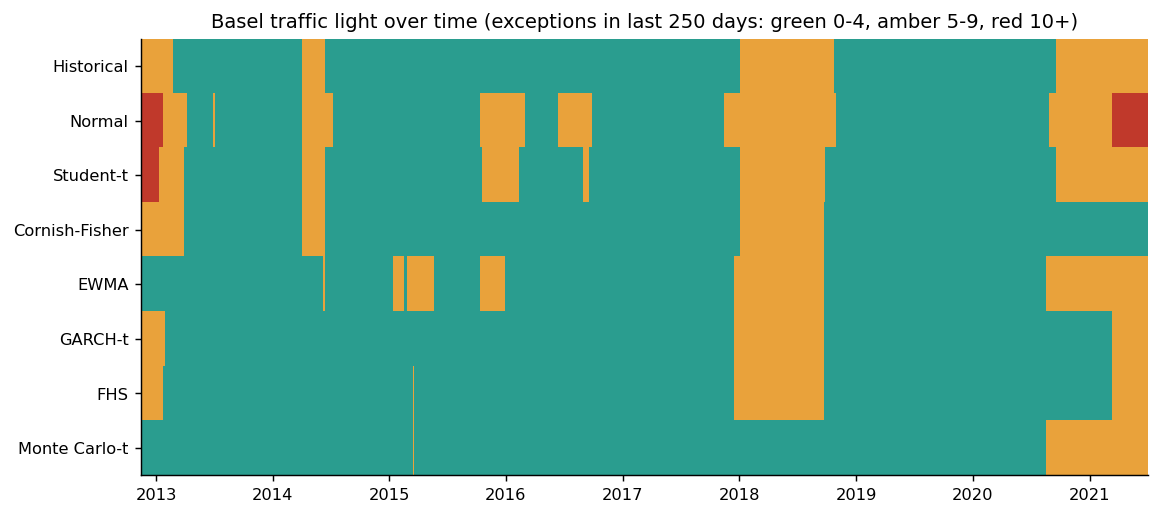 Basel traffic light over time (exceptions in last 250 days: green 0-4, amber 5-9, red 10+)
Historical
Normal
Student-t
Cornish-Fisher
EWMA
GARCH-t
FHS
Monte Carlo-t
2013 2014 2015 2016 2017 2018 2019 2020 2021